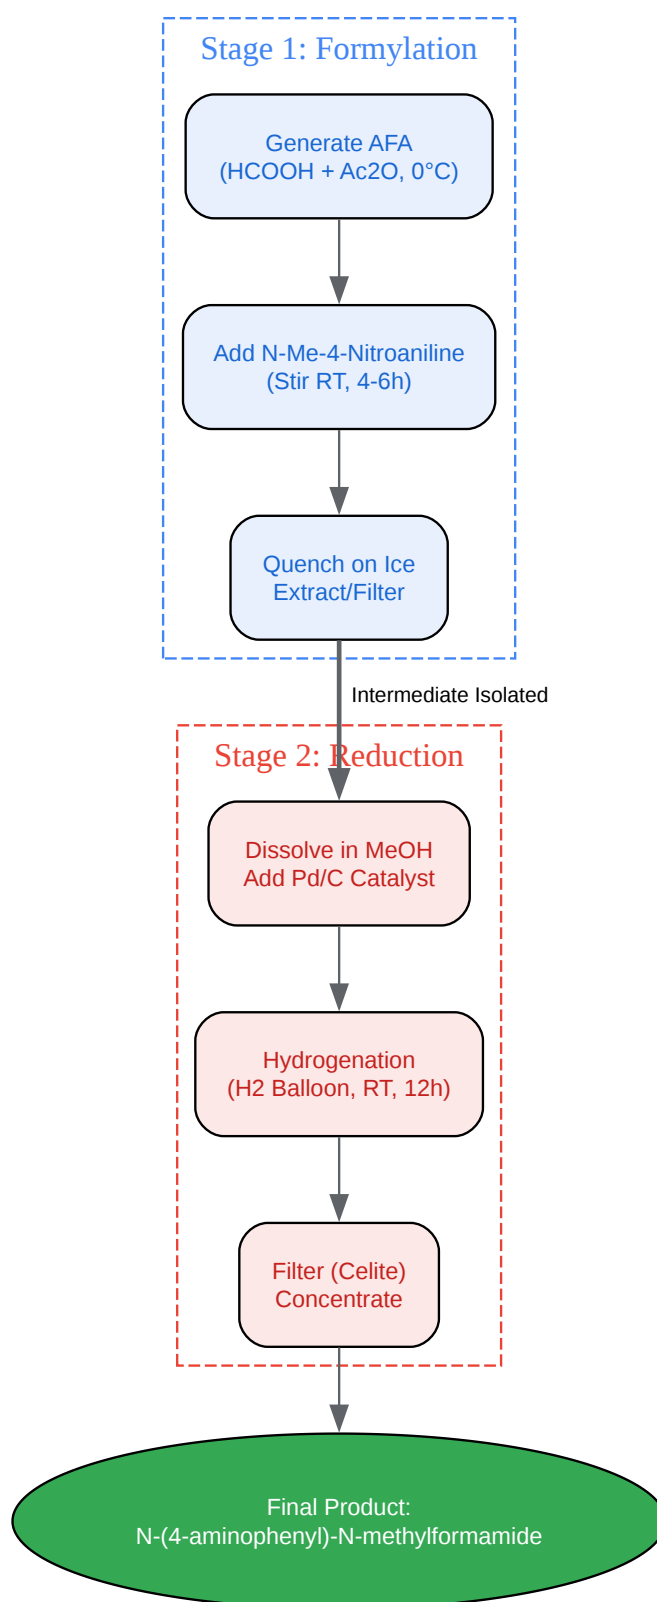 Stage 1: Formylation
Generate AFA
(HCOOH + Ac2O, 0°C)
Add N-Me-4-Nitroaniline
(Stir RT, 4-6h)
Quench on Ice
Extract/Filter
Intermediate Isolated
Stage 2: Reduction
Dissolve in MeOH
Add Pd/C Catalyst
Hydrogenation
(H2 Balloon, RT, 12h)
Filter (Celite)
Concentrate
Final Product:
N-(4-aminophenyl)-N-methylformamide